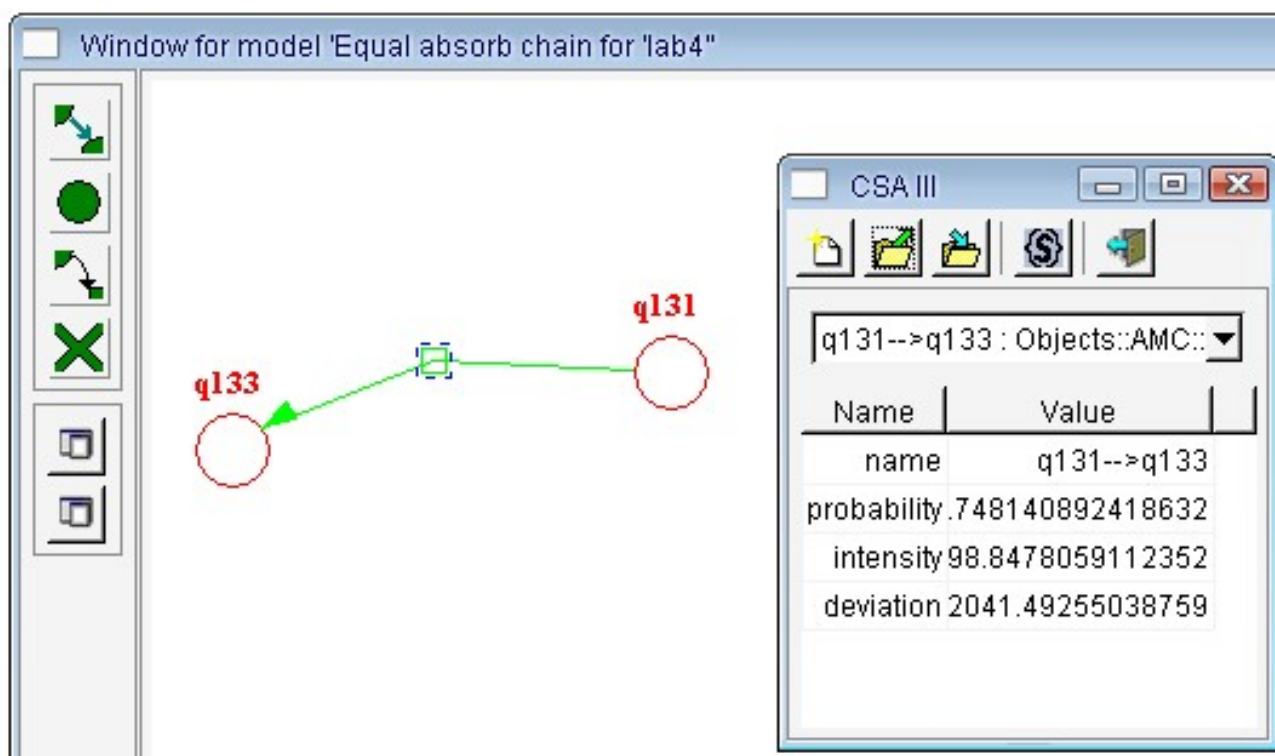 Window for model 'Equal absorb chain for 'lab4''
CSA III
q131-->q133 : Objects::AMC::
Name Value
name q131-->q133
probability .748140892418632
intensity 98.8478059112352
deviation 2041.49255038759
q131
q133